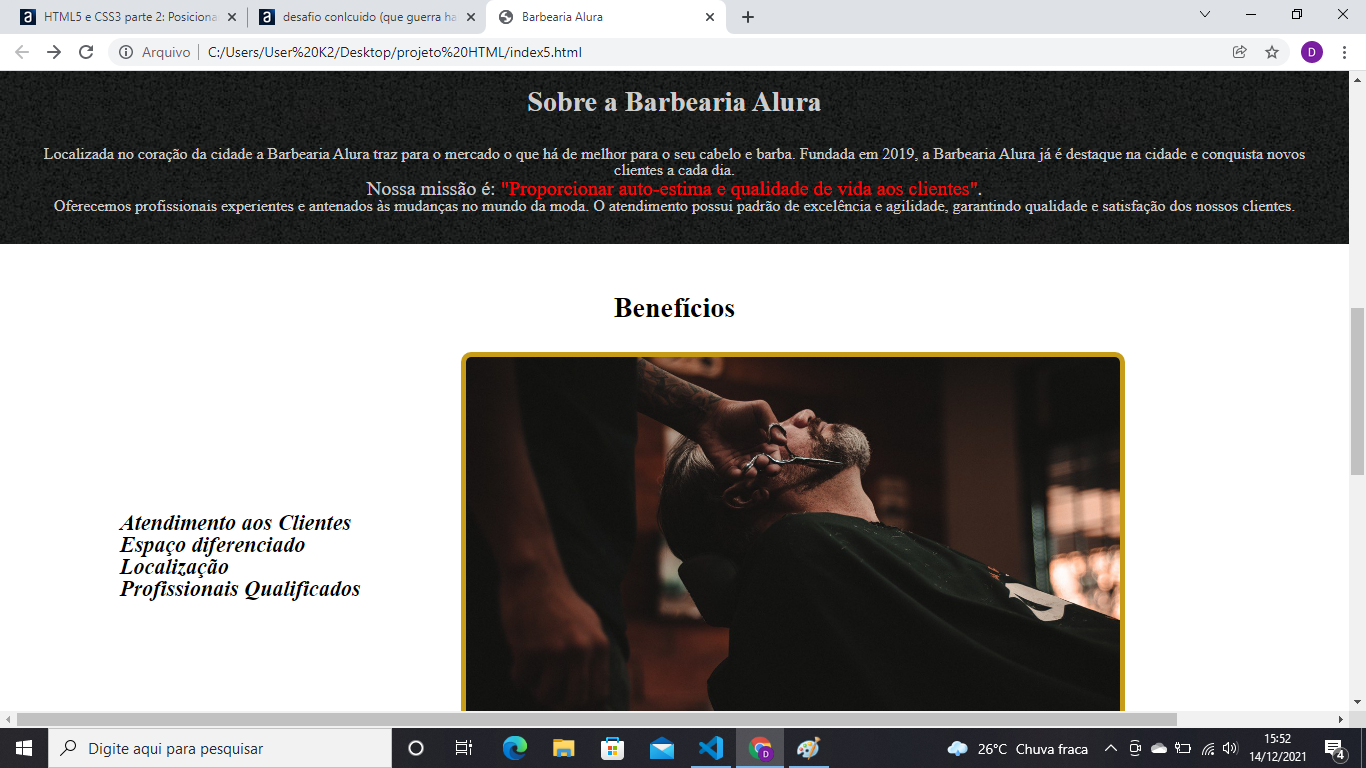 HTML5 e CSS3 parte 2: Posiciona
desafio conlcuido (que guerra ha
Barbearia Alura
Arquivo
C:/Users/User%20K2/Desktop/projeto%20HTML/index5.html
D
Sobre a Barbearia Alura
Localizada no coração da cidade a Barbearia Alura traz para o mercado o que há de melhor para o seu cabelo e barba. Fundada em 2019, a Barbearia Alura já é destaque na cidade e conquista novos
clientes a cada dia.
Nossa missão é: "Proporcionar auto-estima e qualidade de vida aos clientes".
Oferecemos profissionais experientes e antenados às mudanças no mundo da moda. O atendimento possui padrão de excelência e agilidade, garantindo qualidade e satisfação dos nossos clientes.
Benefícios
Atendimento aos Clientes
Espaço diferenciado
Localização
Profissionais Qualificados
Digite aqui para pesquisar
D
26°C Chuva fraca
15:52
14/12/2021
4